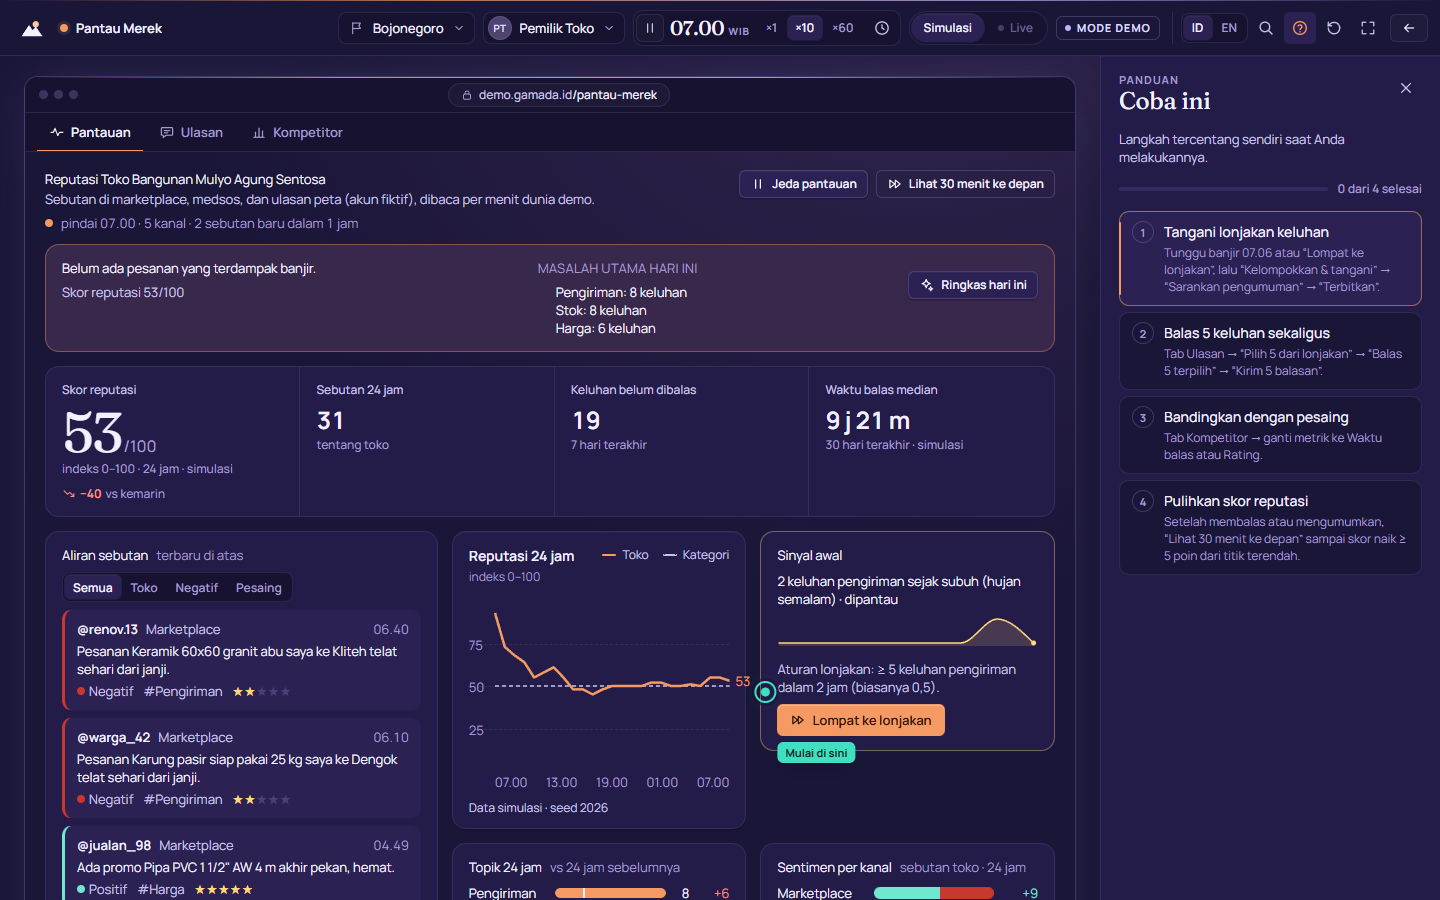 Pantau Merek
Bojonegoro
PT Pemilik Toko
07.00 WIB ×1 ×10 ×60
Simulasi Live
MODE DEMO
ID EN
demo.gamada.id/pantau-merek
Pantauan Ulasan Kompetitor
Reputasi Toko Bangunan Mulyo Agung Sentosa
Sebutan di marketplace, medsos, dan ulasan peta (akun fiktif), dibaca per menit dunia demo.
pindai 07.00 · 5 kanal · 2 sebutan baru dalam 1 jam
Jeda pantauan
Lihat 30 menit ke depan
Belum ada pesanan yang terdampak banjir.
Skor reputasi 53/100
MASALAH UTAMA HARI INI
Pengiriman: 8 keluhan
Stok: 8 keluhan
Harga: 6 keluhan
Ringkas hari ini
Skor reputasi
53/100
indeks 0–100 · 24 jam · simulasi
−40 vs kemarin
Sebutan 24 jam
31
tentang toko
Keluhan belum dibalas
19
7 hari terakhir
Waktu balas median
9 j 21 m
30 hari terakhir · simulasi
Aliran sebutan terbaru di atas
Semua Toko Negatif Pesaing
@renov.13 Marketplace 06.40
Pesanan Keramik 60x60 granit abu saya ke Kliteh telat
sehari dari janji.
Negatif #Pengiriman ★★★★★
@warga_42 Marketplace 06.10
Pesanan Karung pasir siap pakai 25 kg saya ke Dengok
telat sehari dari janji.
Negatif #Pengiriman ★★★★★
@jualan_98 Marketplace 04.49
Ada promo Pipa PVC 1 1/2" AW 4 m akhir pekan, hemat.
Positif #Harga ★★★★★
Reputasi 24 jam Toko Kategori
indeks 0–100
75
50
25
53
07.00 13.00 19.00 01.00 07.00
Data simulasi · seed 2026
Sinyal awal
2 keluhan pengiriman sejak subuh (hujan
semalam) · dipantau
Aturan lonjakan: ≥ 5 keluhan pengiriman
dalam 2 jam (biasanya 0,5).
Lompat ke lonjakan
Mulai di sini
Topik 24 jam vs 24 jam sebelumnya
Pengiriman 8 +6
Sentimen per kanal sebutan toko · 24 jam
Marketplace +9
PANDUAN
Coba ini
Langkah tercentang sendiri saat Anda
melakukannya.
0 dari 4 selesai
1 Tangani lonjakan keluhan
Tunggu banjir 07.06 atau "Lompat ke
lonjakan", lalu "Kelompokkan & tangani" →
"Sarankan pengumuman" → "Terbitkan".
2 Balas 5 keluhan sekaligus
Tab Ulasan → "Pilih 5 dari lonjakan" → "Balas
5 terpilih" → "Kirim 5 balasan".
3 Bandingkan dengan pesaing
Tab Kompetitor → ganti metrik ke Waktu
balas atau Rating.
4 Pulihkan skor reputasi
Setelah membalas atau mengumumkan,
"Lihat 30 menit ke depan" sampai skor naik ≥
5 poin dari titik terendah.